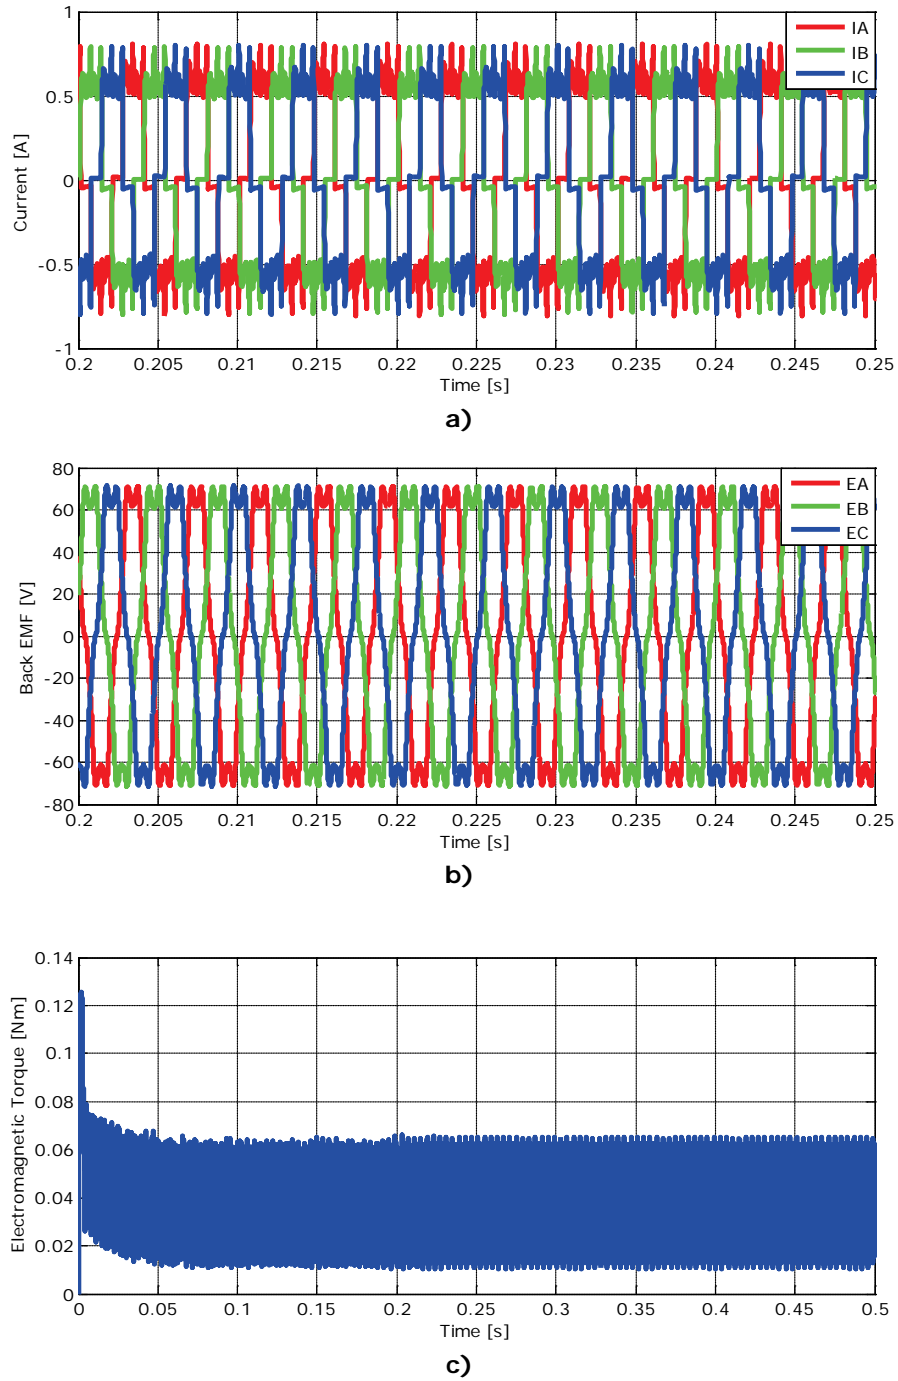 1
0.5
0
-0.5
-1
Current [A]
IA
IB
IC
0.2 0.205 0.21 0.215 0.22 0.225 0.23 0.235 0.24 0.245 0.25
Time [s]
a)
80
60
40
20
0
-20
-40
-60
-80
Back EMF [V]
EA
EB
EC
0.2 0.205 0.21 0.215 0.22 0.225 0.23 0.235 0.24 0.245 0.25
Time [s]
b)
0.14
0.12
0.1
0.08
0.06
0.04
0.02
0
Electromagnetic Torque [Nm]
0 0.05 0.1 0.15 0.2 0.25 0.3 0.35 0.4 0.45 0.5
Time [s]
c)